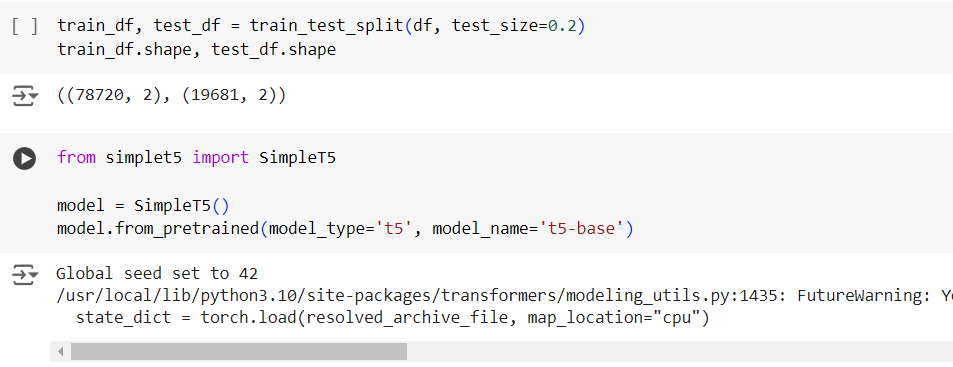 [ ] train_df, test_df = train_test_split(df, test_size=0.2)
train_df.shape, test_df.shape
((78720, 2), (19681, 2))
from simplet5 import SimpleT5
model = SimpleT5()
model.from_pretrained(model_type='t5', model_name='t5-base')
Global seed set to 42
/usr/local/lib/python3.10/site-packages/transformers/modeling_utils.py:1435: FutureWarning:
state_dict = torch.load(resolved_archive_file, map_location="cpu")